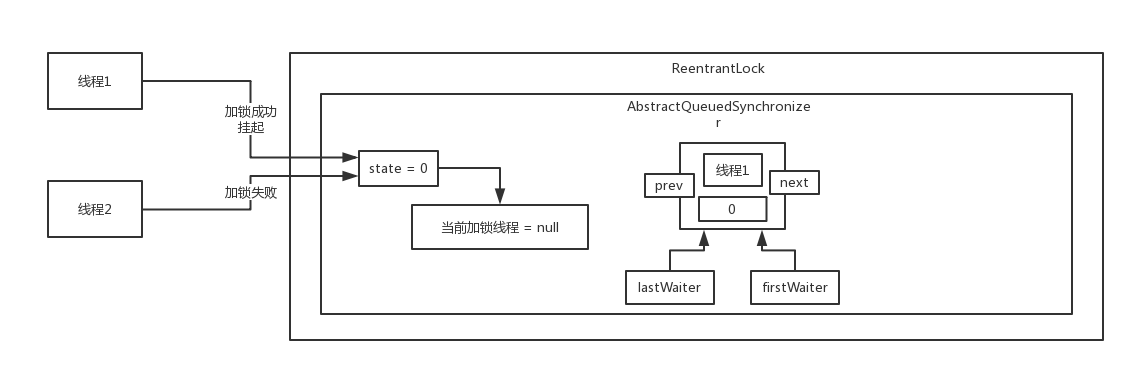 线程1
加锁成功
挂起
加锁失败
线程2
ReentrantLock
AbstractQueuedSynchronize
r
state = 0
当前加锁线程 = null
线程1
prev
next
0
lastWaiter
firstWaiter